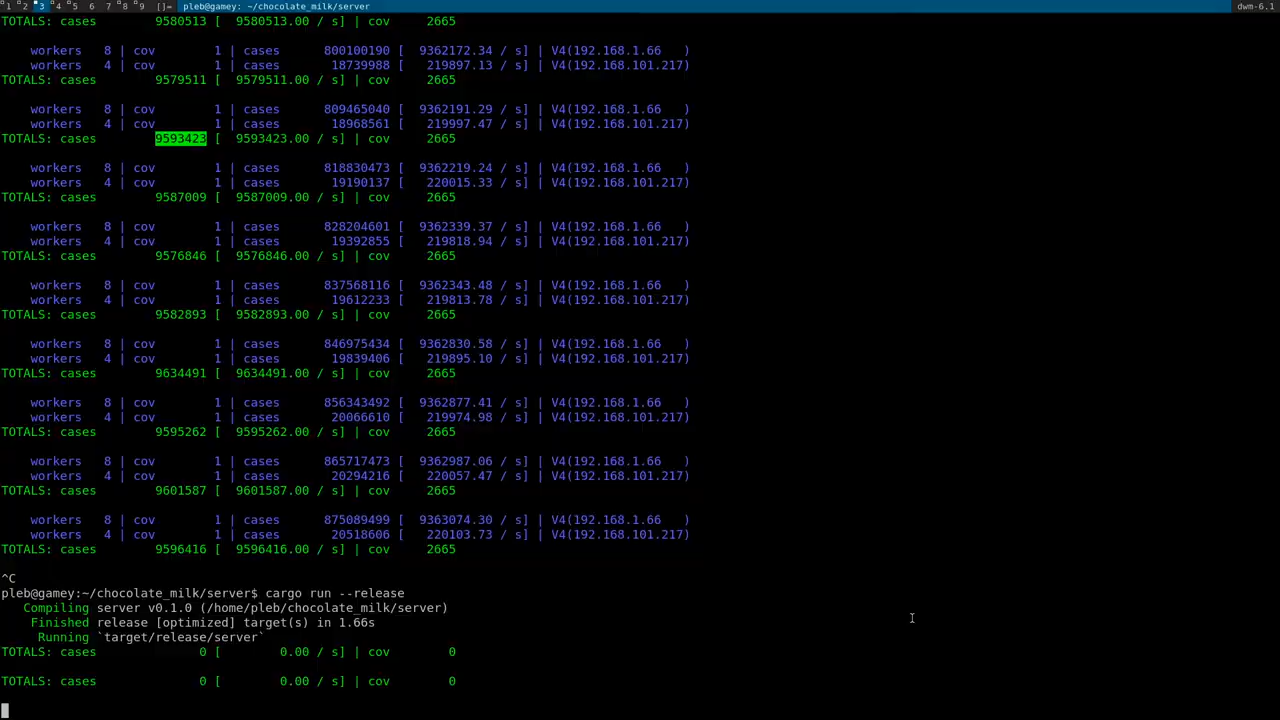 1 2 3 4 5 6 7 8 9 []= pleb@gamey: ~/chocolate_milk/server dwm-6.1
TOTALS: cases 9580513 [ 9580513.00 / s] | cov 2665
workers 8 | cov 1 | cases 800100190 [ 9362172.34 / s] | V4(192.168.1.66 )
workers 4 | cov 1 | cases 18739988 [ 219897.13 / s] | V4(192.168.101.217)
TOTALS: cases 9579511 [ 9579511.00 / s] | cov 2665
workers 8 | cov 1 | cases 809465040 [ 9362191.29 / s] | V4(192.168.1.66 )
workers 4 | cov 1 | cases 18968561 [ 219997.47 / s] | V4(192.168.101.217)
TOTALS: cases 9593423 [ 9593423.00 / s] | cov 2665
workers 8 | cov 1 | cases 818830473 [ 9362219.24 / s] | V4(192.168.1.66 )
workers 4 | cov 1 | cases 19190137 [ 220015.33 / s] | V4(192.168.101.217)
TOTALS: cases 9587009 [ 9587009.00 / s] | cov 2665
workers 8 | cov 1 | cases 828204601 [ 9362339.37 / s] | V4(192.168.1.66 )
workers 4 | cov 1 | cases 19392855 [ 219818.94 / s] | V4(192.168.101.217)
TOTALS: cases 9576846 [ 9576846.00 / s] | cov 2665
workers 8 | cov 1 | cases 837568116 [ 9362343.48 / s] | V4(192.168.1.66 )
workers 4 | cov 1 | cases 19612233 [ 219813.78 / s] | V4(192.168.101.217)
TOTALS: cases 9582893 [ 9582893.00 / s] | cov 2665
workers 8 | cov 1 | cases 846975434 [ 9362830.58 / s] | V4(192.168.1.66 )
workers 4 | cov 1 | cases 19839406 [ 219895.10 / s] | V4(192.168.101.217)
TOTALS: cases 9634491 [ 9634491.00 / s] | cov 2665
workers 8 | cov 1 | cases 856343492 [ 9362877.41 / s] | V4(192.168.1.66 )
workers 4 | cov 1 | cases 20066610 [ 219974.98 / s] | V4(192.168.101.217)
TOTALS: cases 9595262 [ 9595262.00 / s] | cov 2665
workers 8 | cov 1 | cases 865717473 [ 9362987.06 / s] | V4(192.168.1.66 )
workers 4 | cov 1 | cases 20294216 [ 220057.47 / s] | V4(192.168.101.217)
TOTALS: cases 9601587 [ 9601587.00 / s] | cov 2665
workers 8 | cov 1 | cases 875089499 [ 9363074.30 / s] | V4(192.168.1.66 )
workers 4 | cov 1 | cases 20518606 [ 220103.73 / s] | V4(192.168.101.217)
TOTALS: cases 9596416 [ 9596416.00 / s] | cov 2665
^C
pleb@gamey:~/chocolate_milk/server$ cargo run --release
Compiling server v0.1.0 (/home/pleb/chocolate_milk/server)
Finished release [optimized] target(s) in 1.66s
Running `target/release/server`
TOTALS: cases 0 [ 0.00 / s] | cov 0
TOTALS: cases 0 [ 0.00 / s] | cov 0